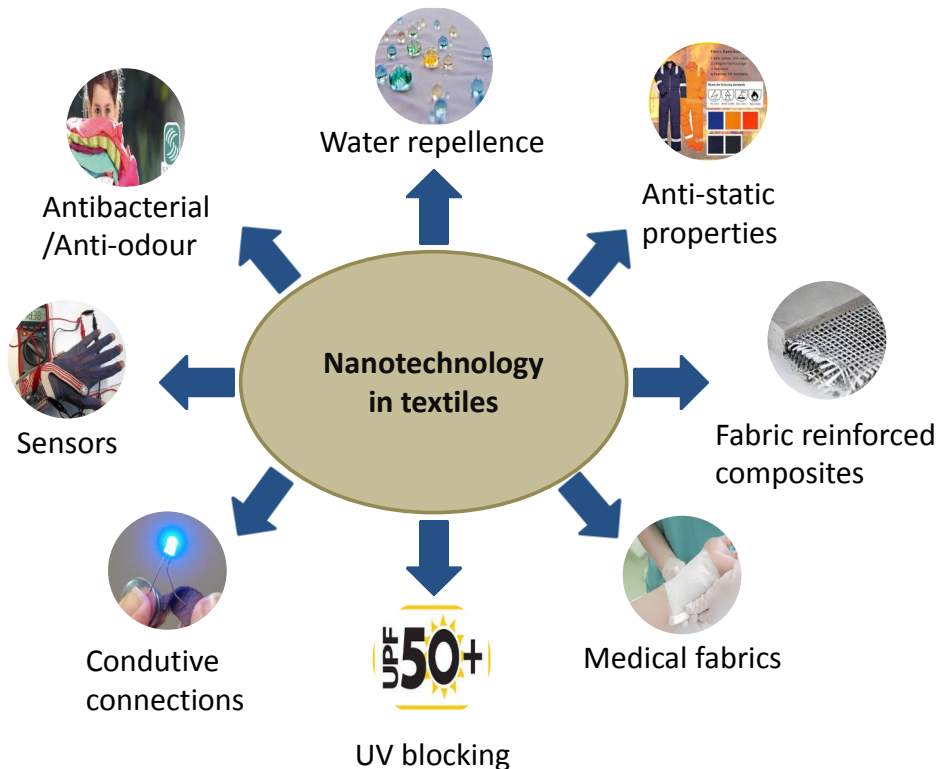 Water repellence
Anti-static
properties
Antibacterial
/Anti-odour
Nanotechnology
in textiles
Sensors
Fabric reinforced
composites
Condutive
connections
UPF
50+
Medical fabrics
UV blocking